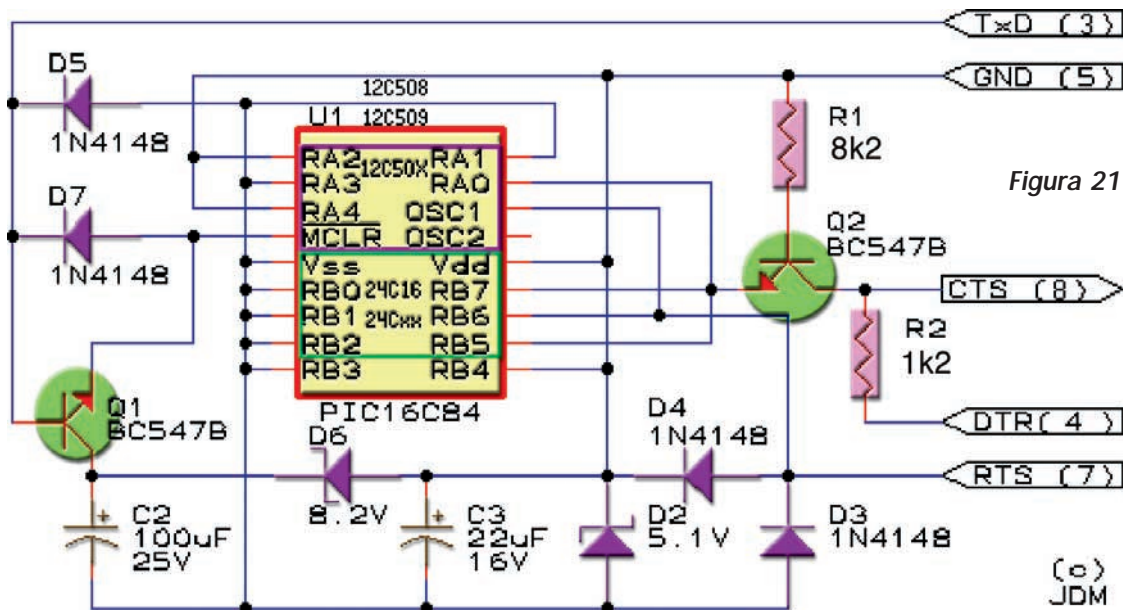 TxD (3)
GND (5)
D5
1N4148
12C508
12C509
U1
R1
8k2
Figura 21
RA2 12C50X RA1
RA3 RA0
RA4 OSC1
MCLR OSC2
Vss Vdd
RB0 24C16 RB7
RB1 24Cxx RB6
RB2 RB5
RB3 RB4
PIC16C84
D7
1N4148
Q2
BC547B
CTS (8)
R2
1k2
DTR( 4 )
RTS (7)
Q1
BC547B
D6
8.2V
D4
1N4148
C2
100uF
25V
+
C3
22uF
16V
+
D2
5.1V
D3
1N4148
(c)
JDM